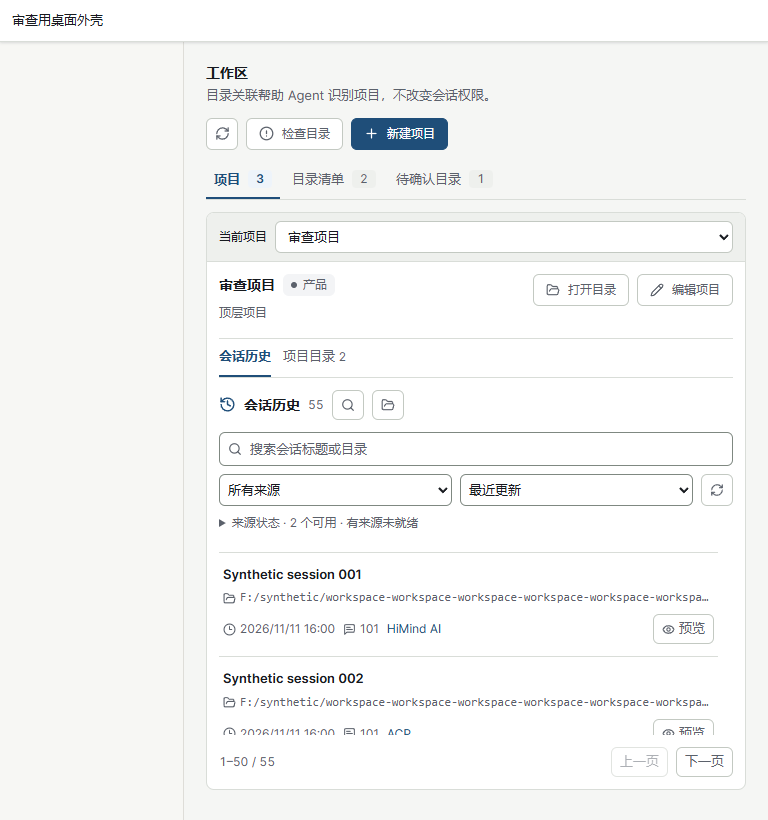 审查用桌面外壳
工作区
目录关联帮助 Agent 识别项目，不改变会话权限。
检查目录
新建项目
项目 3 目录清单 2 待确认目录 1
当前项目 审查项目
审查项目 产品 打开目录 编辑项目
顶层项目
会话历史 项目目录 2
会话历史 55
搜索会话标题或目录
所有来源 最近更新
来源状态 · 2 个可用 · 有来源未就绪
Synthetic session 001
F:/synthetic/workspace-workspace-workspace-workspace-workspa…
2026/11/11 16:00 101 HiMind AI 预览
Synthetic session 002
F:/synthetic/workspace-workspace-workspace-workspace-workspa…
2026/11/11 16:00 101 ACP 预览
1–50 / 55 上一页 下一页